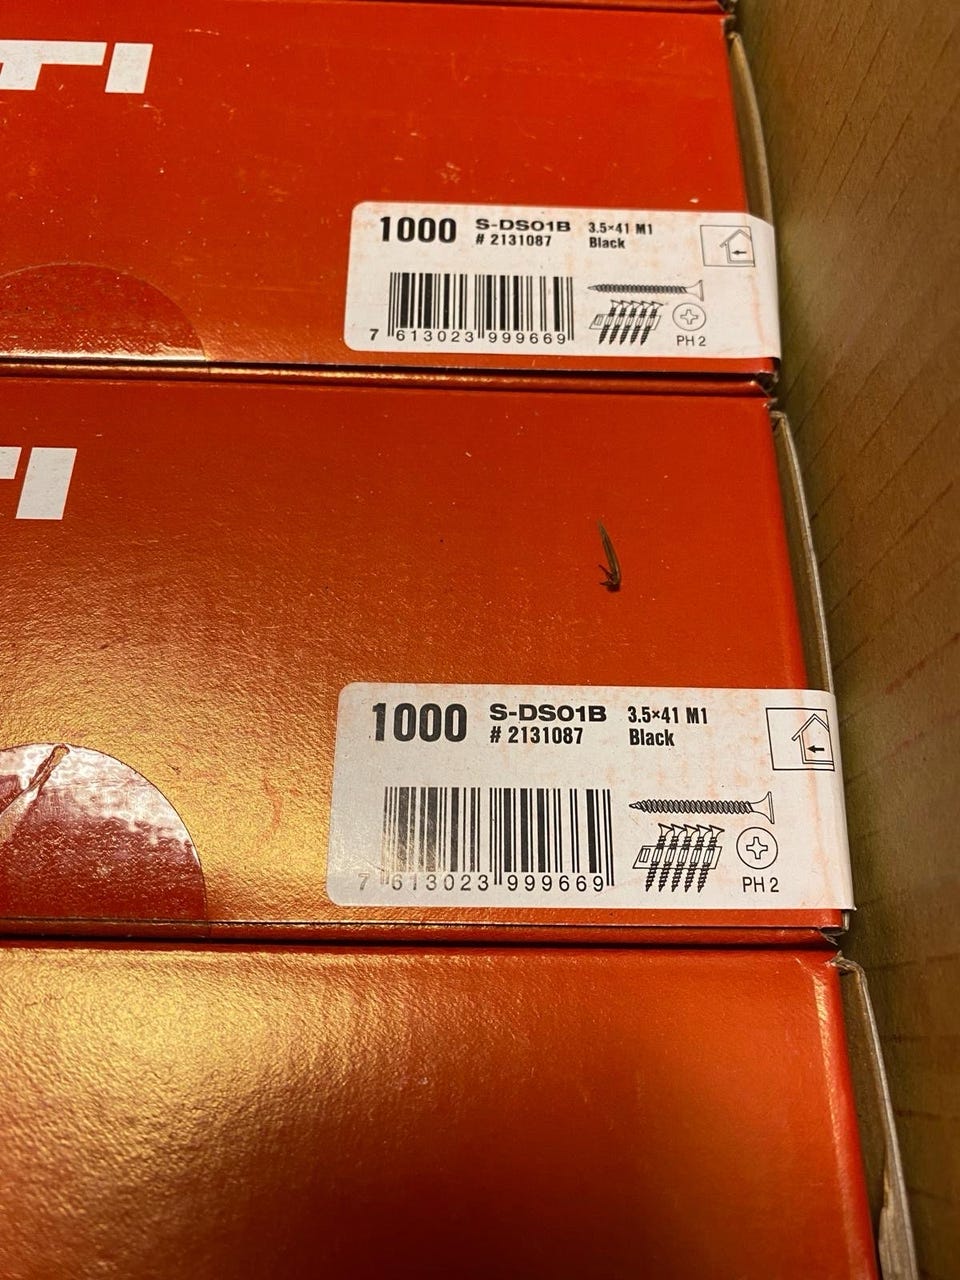 TI
1000 S-DS01B 3.5×41 M1
# 2131087 Black
7 613023 999669
PH 2
TI
1000 S-DS01B 3.5×41 M1
# 2131087 Black
7 613023 999669
PH 2